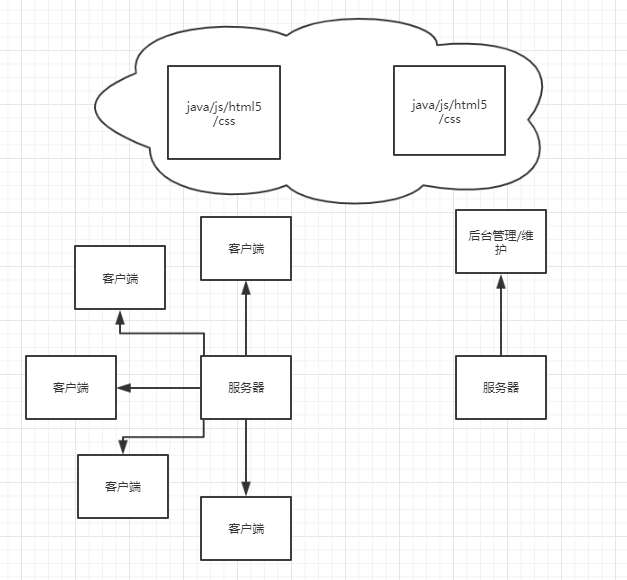 java/js/html5
/css
java/js/html5
/css
客户端
后台管理/维
护
客户端
客户端
服务器
服务器
客户端
客户端